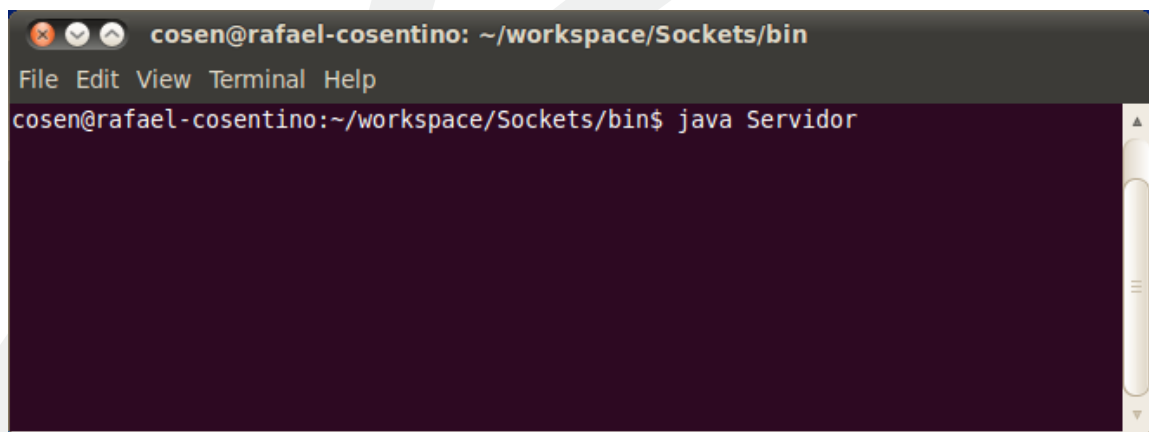 cosen@rafael-cosentino: ~/workspace/Sockets/bin
File Edit View Terminal Help
cosen@rafael-cosentino:~/workspace/Sockets/bin$ java Servidor